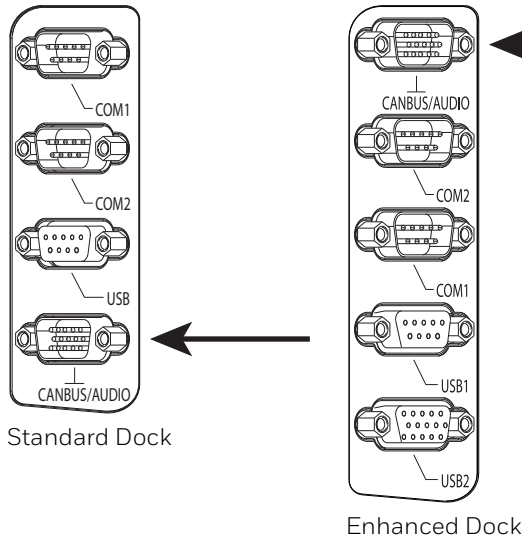 COM1
COM2
USB
CANBUS/AUDIO
Standard Dock
CANBUS/AUDIO
COM2
COM1
USB1
USB2
Enhanced Dock